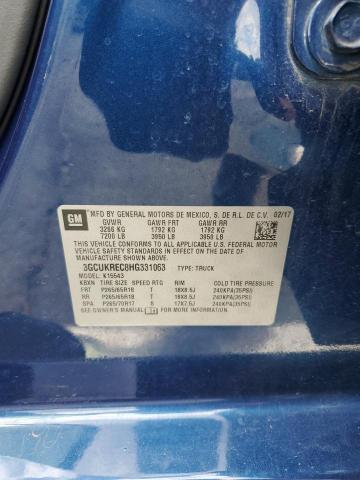 GM
MFD BY GENERAL MOTORS DE MEXICO, S. DE R.L. DE C.V. 02/17
GVWR GAWR FRT GAWR RR
3266 KG 1792 KG 1792 KG
7200 LB 3950 LB 3950 LB
THIS VEHICLE CONFORMS TO ALL APPLICABLE U.S. FEDERAL MOTOR
VEHICLE SAFETY STANDARDS IN EFFECT ON THE DATE OF
MANUFACTURE SHOWN ABOVE.
3GCUKREC8HG331063 TYPE: TRUCK
MODEL: K15543
KBXN TIRE SIZE SPEED RTG RIM COLD TIRE PRESSURE
FRT P265/65R18 T 18X8.5J 240KPA(35PSI)
RR P265/65R18 T 18X8.5J 240KPA(35PSI)
SPA P265/70R17 S 17X7.5J 240KPA(35PSI)
SEE OWNER'S MANUAL FOR MORE INFORMATION.